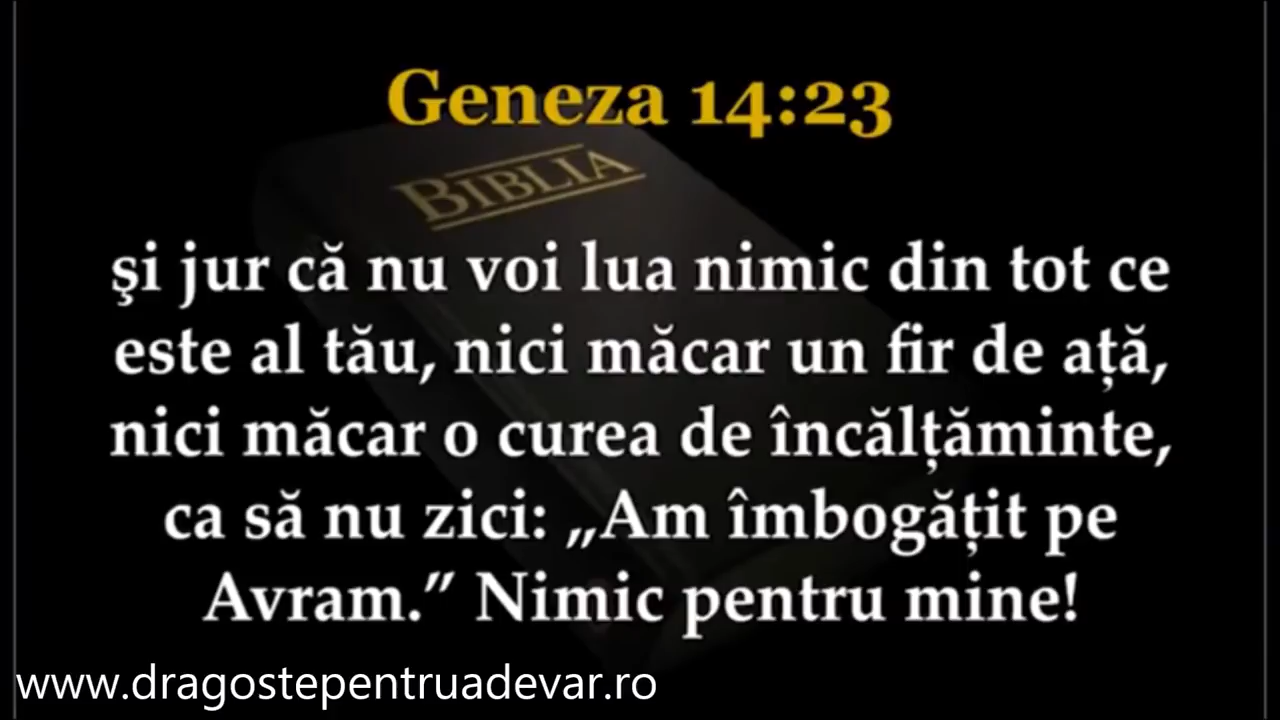 Geneza 14:23
BIBLIA
şi jur că nu voi lua nimic din tot ce
este al tău, nici măcar un fir de ață,
nici măcar o curea de încălțăminte,
ca să nu zici: „Am îmbogățit pe
Avram.” Nimic pentru mine!
www.dragostepentruadevar.ro